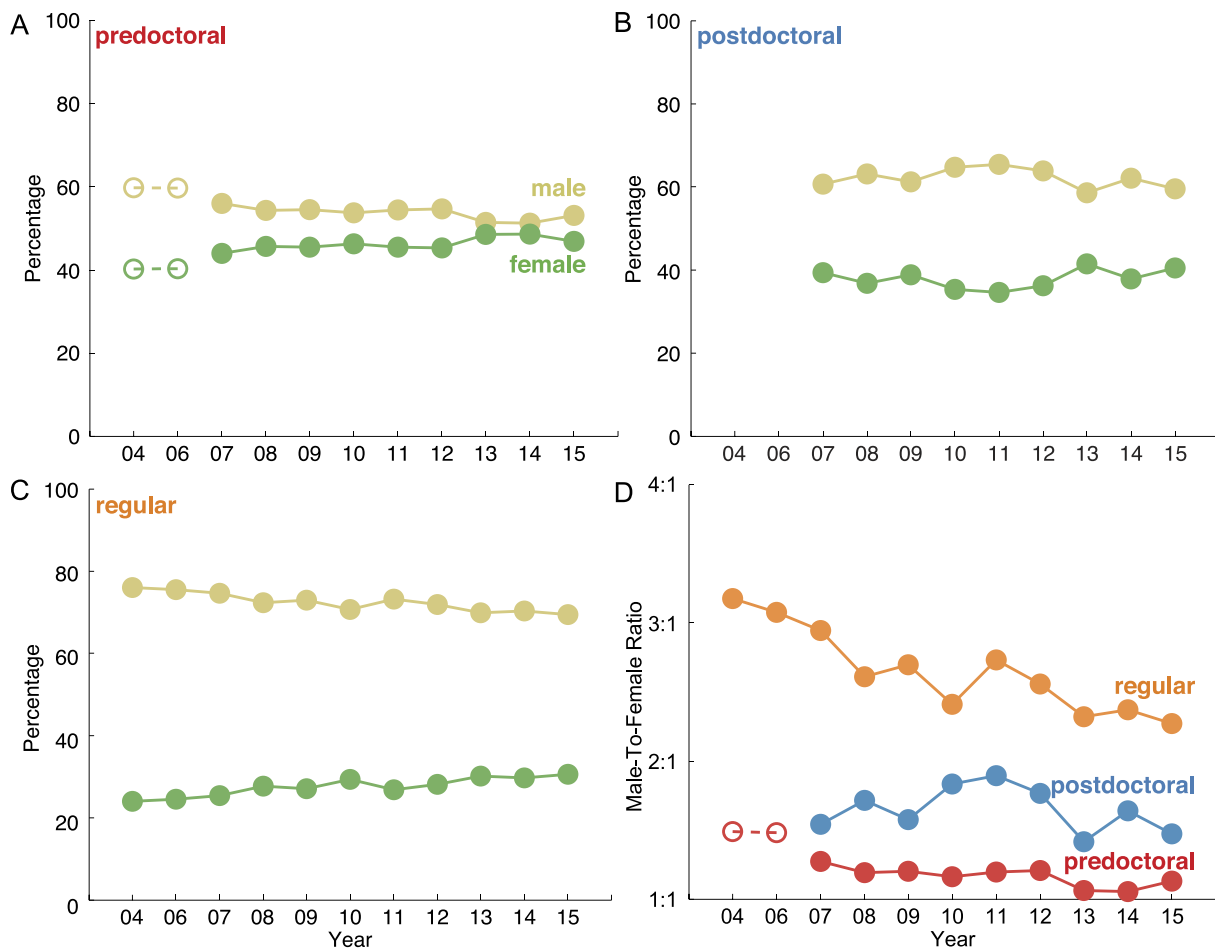 A
predoctoral
100
80
60
40
20
0
Percentage
male
female
04 06 07 08 09 10 11 12 13 14 15
B
postdoctoral
100
80
60
40
20
0
Percentage
04 06 07 08 09 10 11 12 13 14 15
C
regular
100
80
60
40
20
0
Percentage
04 06 07 08 09 10 11 12 13 14 15
Year
D
4:1
3:1
2:1
1:1
Male-To-Female Ratio
regular
postdoctoral
predoctoral
04 06 07 08 09 10 11 12 13 14 15
Year